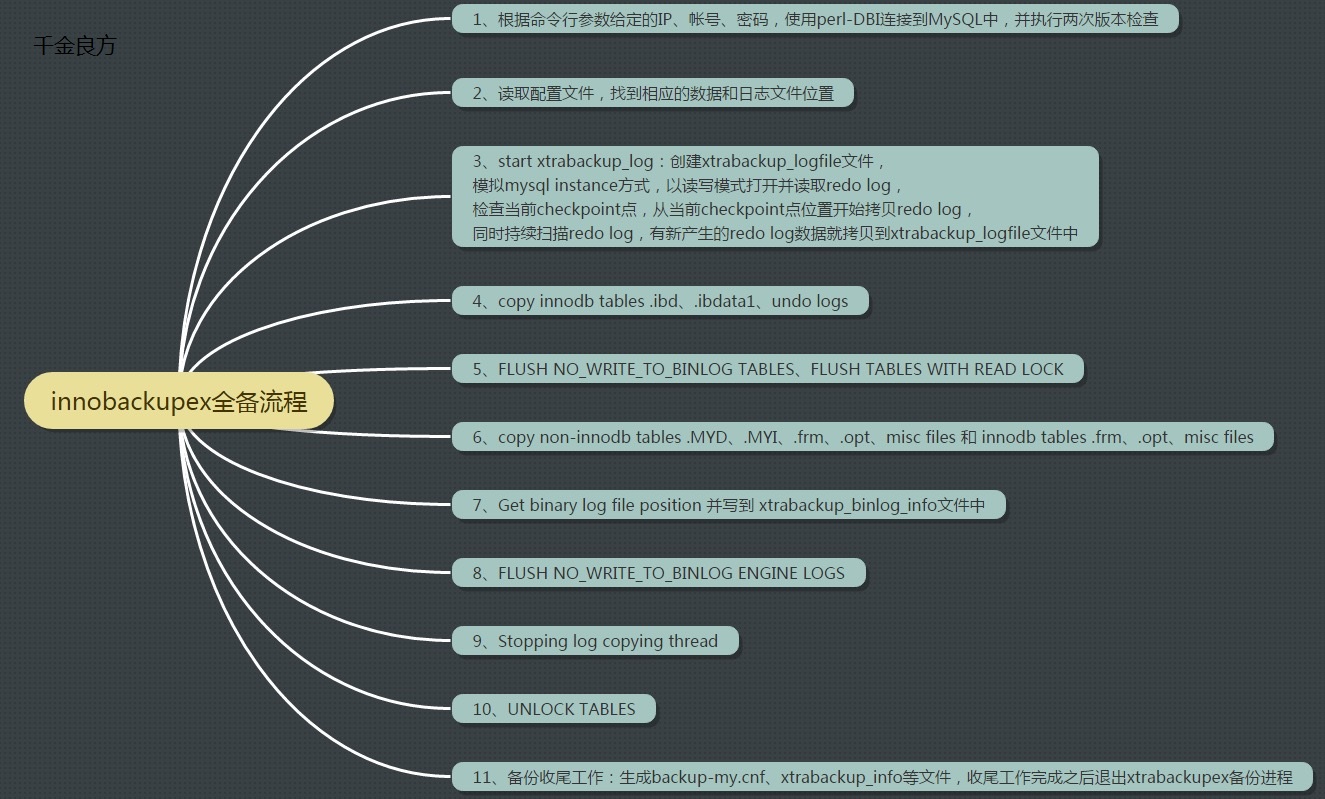 千金良方
1、根据命令行参数给定的IP、帐号、密码，使用perl-DBI连接到MySQL中，并执行两次版本检查
2、读取配置文件，找到相应的数据和日志文件位置
3、start xtrabackup_log：创建xtrabackup_logfile文件，
模拟mysql instance方式，以读写模式打开并读取redo log，
检查当前checkpoint点，从当前checkpoint点位置开始拷贝redo log，
同时持续扫描redo log，有新产生的redo log数据就拷贝到xtrabackup_logfile文件中
4、copy innodb tables .ibd、.ibdata1、undo logs
5、FLUSH NO_WRITE_TO_BINLOG TABLES、FLUSH TABLES WITH READ LOCK
innobackupex全备流程
6、copy non-innodb tables .MYD、.MYI、.frm、.opt、misc files 和 innodb tables .frm、.opt、misc files
7、Get binary log file position 并写到 xtrabackup_binlog_info文件中
8、FLUSH NO_WRITE_TO_BINLOG ENGINE LOGS
9、Stopping log copying thread
10、UNLOCK TABLES
11、备份收尾工作：生成backup-my.cnf、xtrabackup_info等文件，收尾工作完成之后退出xtrabackupex备份进程